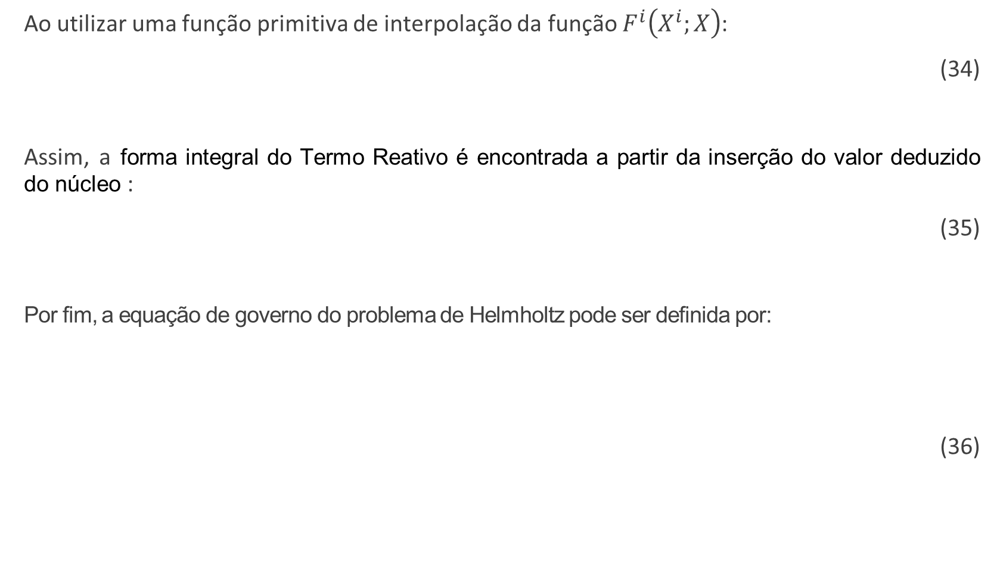 Ao utilizar uma função primitiva de interpolação da função 𝐹ⁱ(𝑋ⁱ; 𝑋):
(34)
Assim, a forma integral do Termo Reativo é encontrada a partir da inserção do valor deduzido
do núcleo :
(35)
Por fim, a equação de governo do problema de Helmholtz pode ser definida por:
(36)